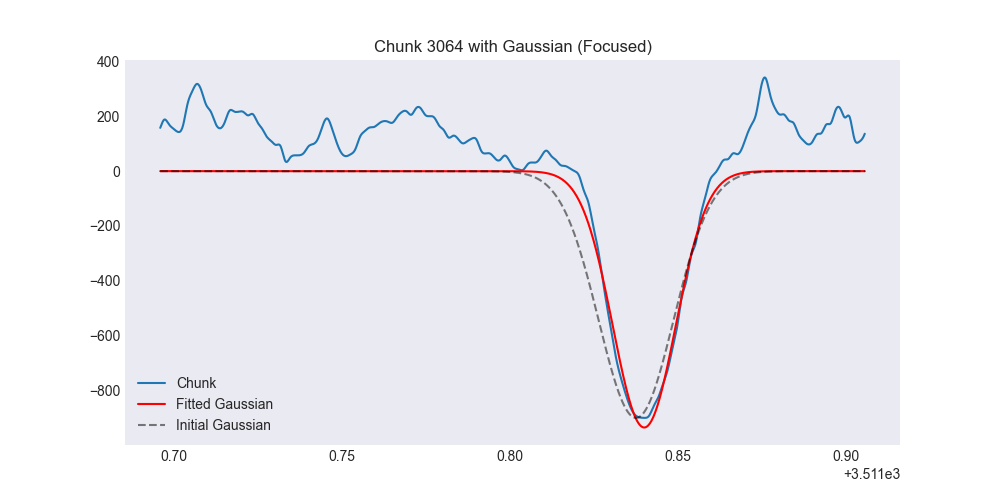 Chunk 3064 with Gaussian (Focused)
400
200
0
−200
−400
−600
−800
Chunk
Fitted Gaussian
Initial Gaussian
0.70 0.75 0.80 0.85 0.90
+3.511e3